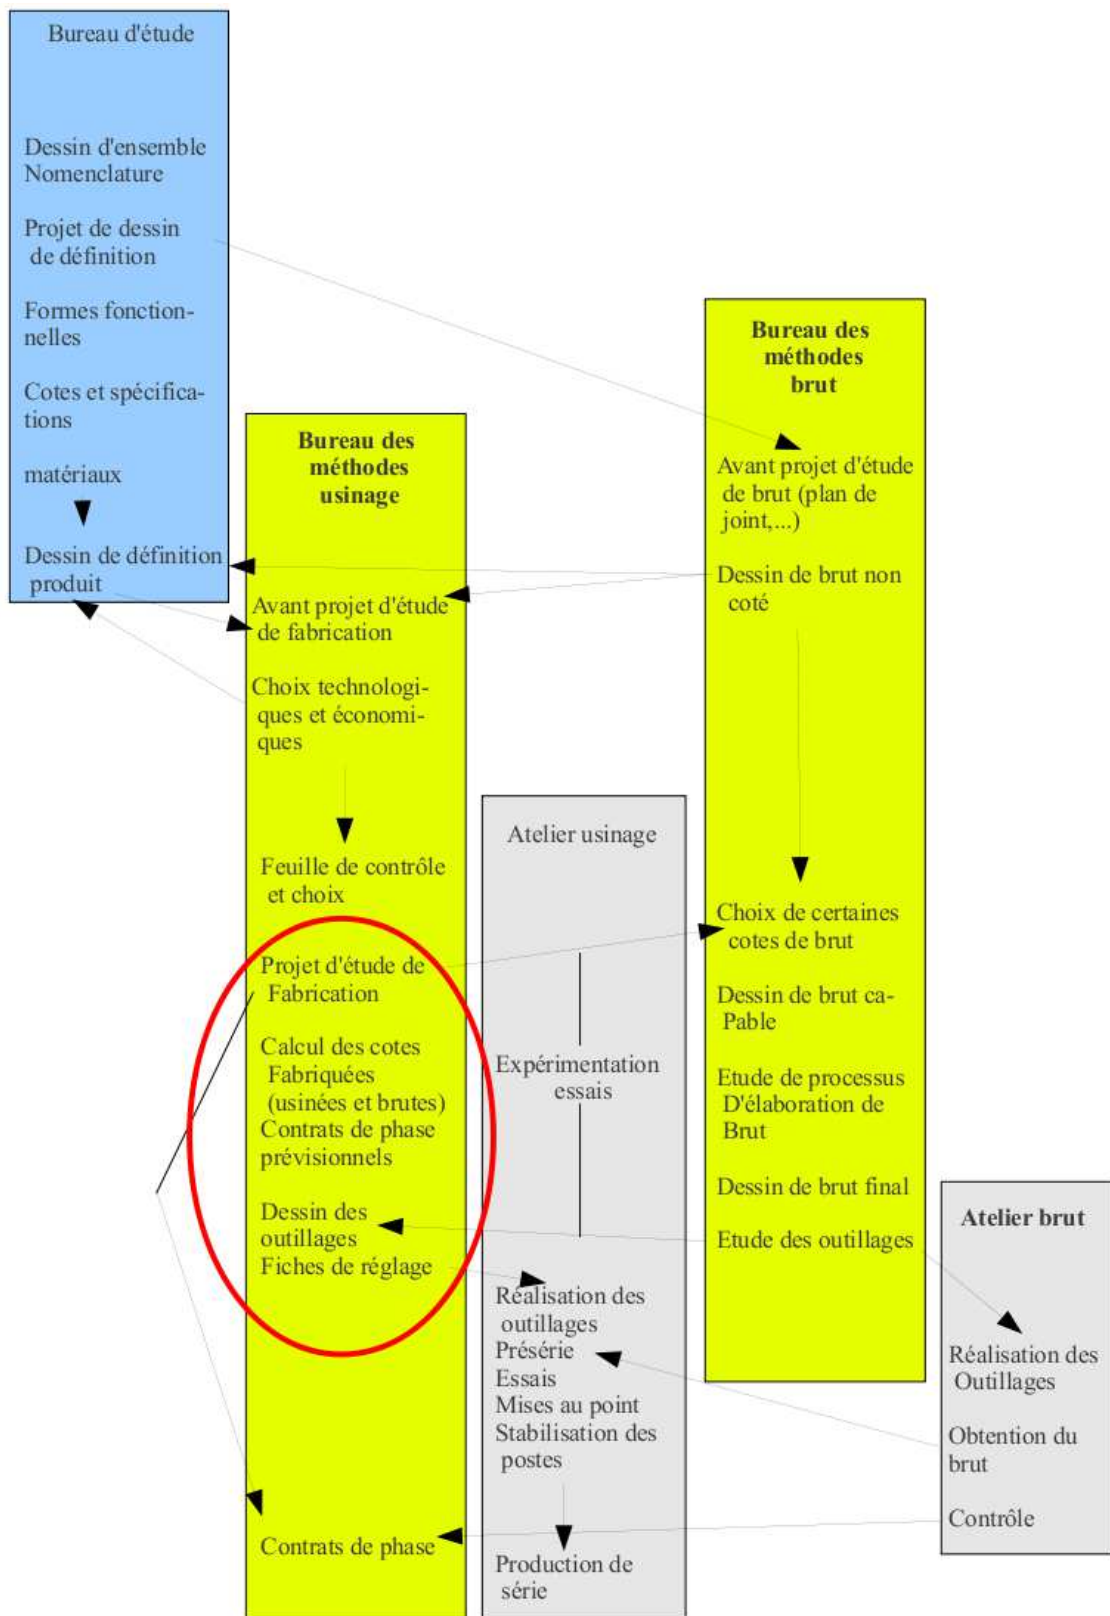 Bureau d'étude
Dessin d'ensemble
Nomenclature
Projet de dessin
de définition
Formes fonction-
nelles
Cotes et spécifica-
tions
matériaux
Dessin de définition
produit
Bureau des
méthodes
usinage
Avant projet d'étude
de fabrication
Choix technologi-
ques et économi-
ques
Feuille de contrôle
et choix
Projet d'étude de
Fabrication
Calcul des cotes
Fabriquées
(usinées et brutes)
Contrats de phase
prévisionnels
Dessin des
outillages
Fiches de réglage
Contrats de phase
Atelier usinage
Expérimentation
essais
Réalisation des
outillages
Présérie
Essais
Mises au point
Stabilisation des
postes
Production de
série
Bureau des
méthodes
brut
Avant projet d'étude
de brut (plan de
joint,...)
Dessin de brut non
coté
Choix de certaines
cotes de brut
Dessin de brut ca-
Pable
Etude de processus
D'élaboration de
Brut
Dessin de brut final
Etude des outillages
Atelier brut
Réalisation des
Outillages
Obtention du
brut
Contrôle